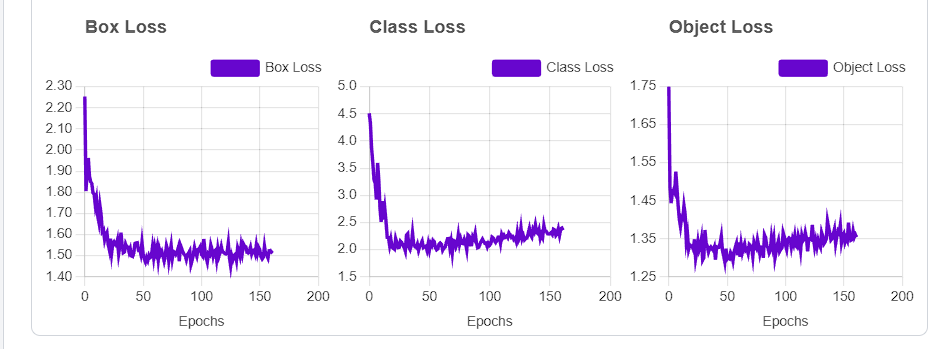 Box Loss
Box Loss
2.30
2.20
2.10
2.00
1.90
1.80
1.70
1.60
1.50
1.40
0 50 100 150 200
Epochs
Class Loss
Class Loss
5.0
4.5
4.0
3.5
3.0
2.5
2.0
1.5
0 50 100 150 200
Epochs
Object Loss
Object Loss
1.75
1.65
1.55
1.45
1.35
1.25
0 50 100 150 200
Epochs